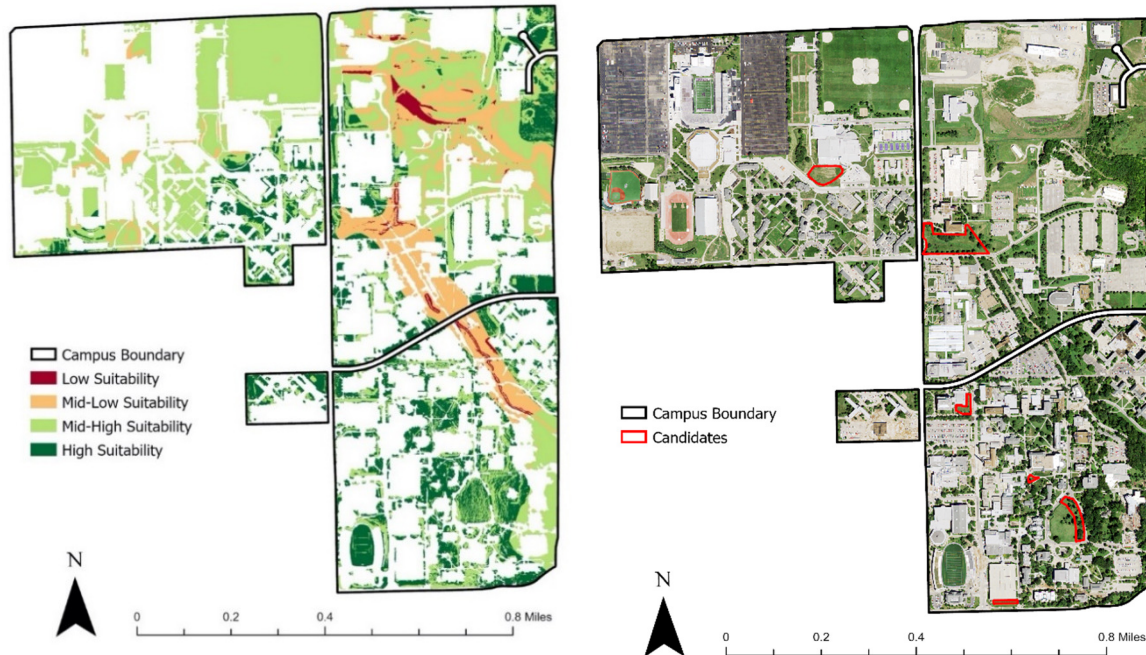 Campus Boundary
Low Suitability
Mid-Low Suitability
Mid-High Suitability
High Suitability
N
0 0.2 0.4 0.8 Miles
Campus Boundary
Candidates
N
0 0.2 0.4 0.8 Miles